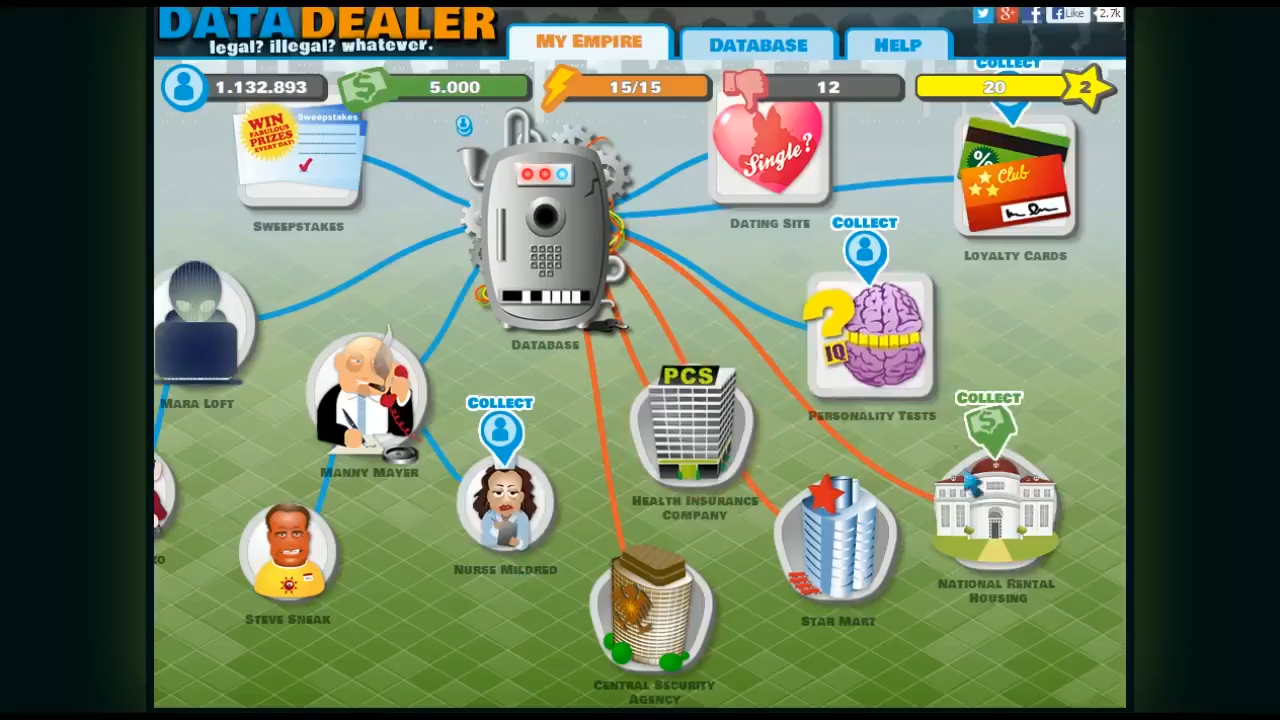 DATA DEALER
legal? illegal? whatever.
MY EMPIRE
DATABASE
HELP
Like
2.7k
COLLECT
1.132.893
5.000
15/15
12
20
2
WIN
FABULOUS
PRIZES
EVERY DAY!
Sweepstakes
Single?
%
Club
SWEEPSTAKES
DATING SITE
COLLECT
LOYALTY CARDS
DATABASE
?
IQ
PCS
MARA LOFT
COLLECT
COLLECT
PERSONALITY TESTS
MANNY MAYER
HEALTH INSURANCE
COMPANY
NURSE MILDRED
NATIONAL RENTAL
HOUSING
STEVE SNEAK
STAR MART
CENTRAL SECURITY
AGENCY